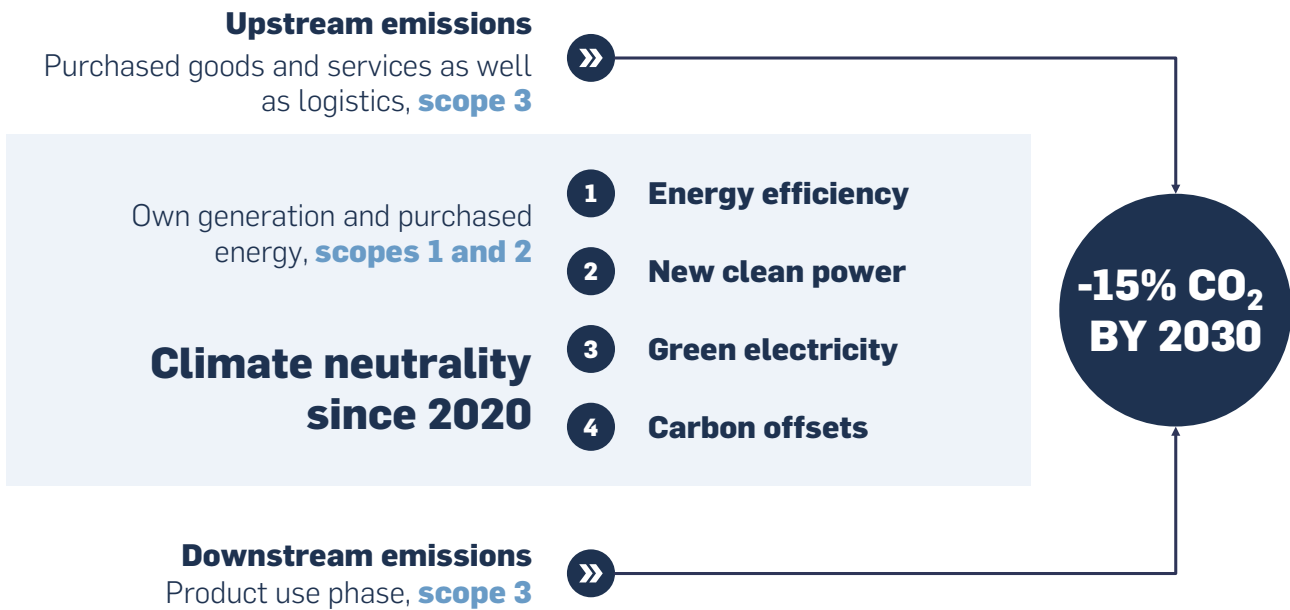 Upstream emissions
Purchased goods and services as well
as logistics, scope 3
»
Own generation and purchased
energy, scopes 1 and 2
Climate neutrality
since 2020
1 Energy efficiency
2 New clean power
3 Green electricity
4 Carbon offsets
-15% CO₂
BY 2030
Downstream emissions
Product use phase, scope 3
»